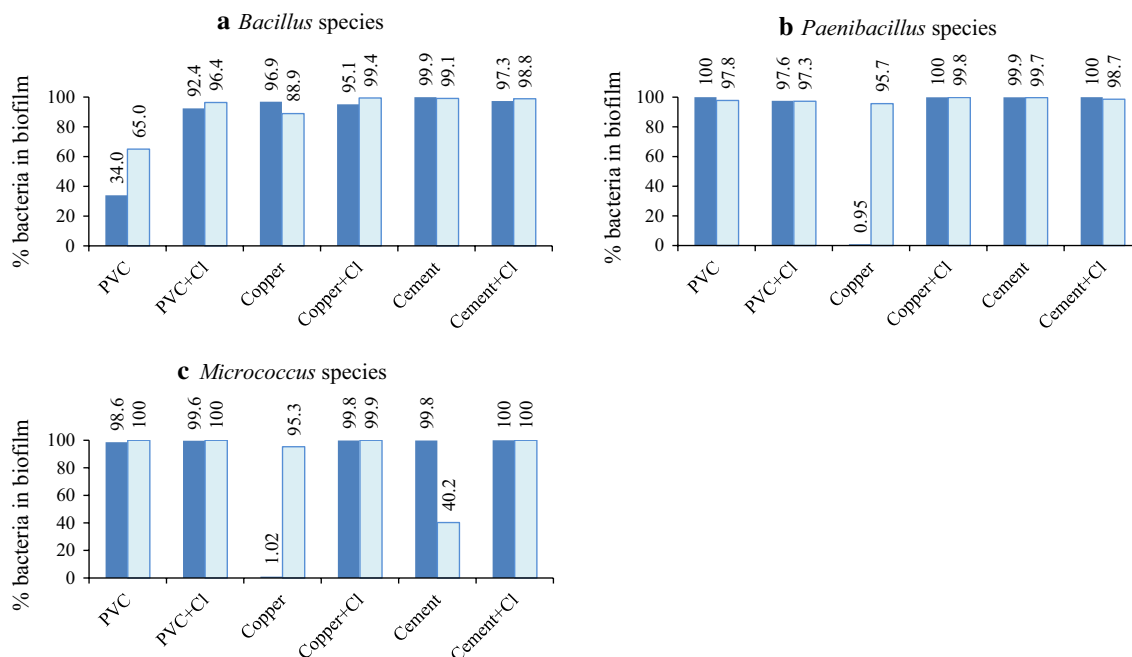 a Bacillus species
% bacteria in biofilm
100
80
60
40
20
0
34.0
65.0
92.4
96.4
96.9
88.9
95.1
99.4
99.9
99.1
97.3
98.8
PVC
PVC+Cl
Copper
Copper+Cl
Cement
Cement+Cl
b Paenibacillus species
% bacteria in biofilm
100
80
60
40
20
0
100
97.8
97.6
97.3
0.95
95.7
100
99.8
99.9
99.7
100
98.7
PVC
PVC+Cl
Copper
Copper+Cl
Cement
Cement+Cl
c Micrococcus species
% bacteria in biofilm
100
80
60
40
20
0
98.6
100
99.6
100
1.02
95.3
99.8
99.9
99.8
40.2
100
100
PVC
PVC+Cl
Copper
Copper+Cl
Cement
Cement+Cl